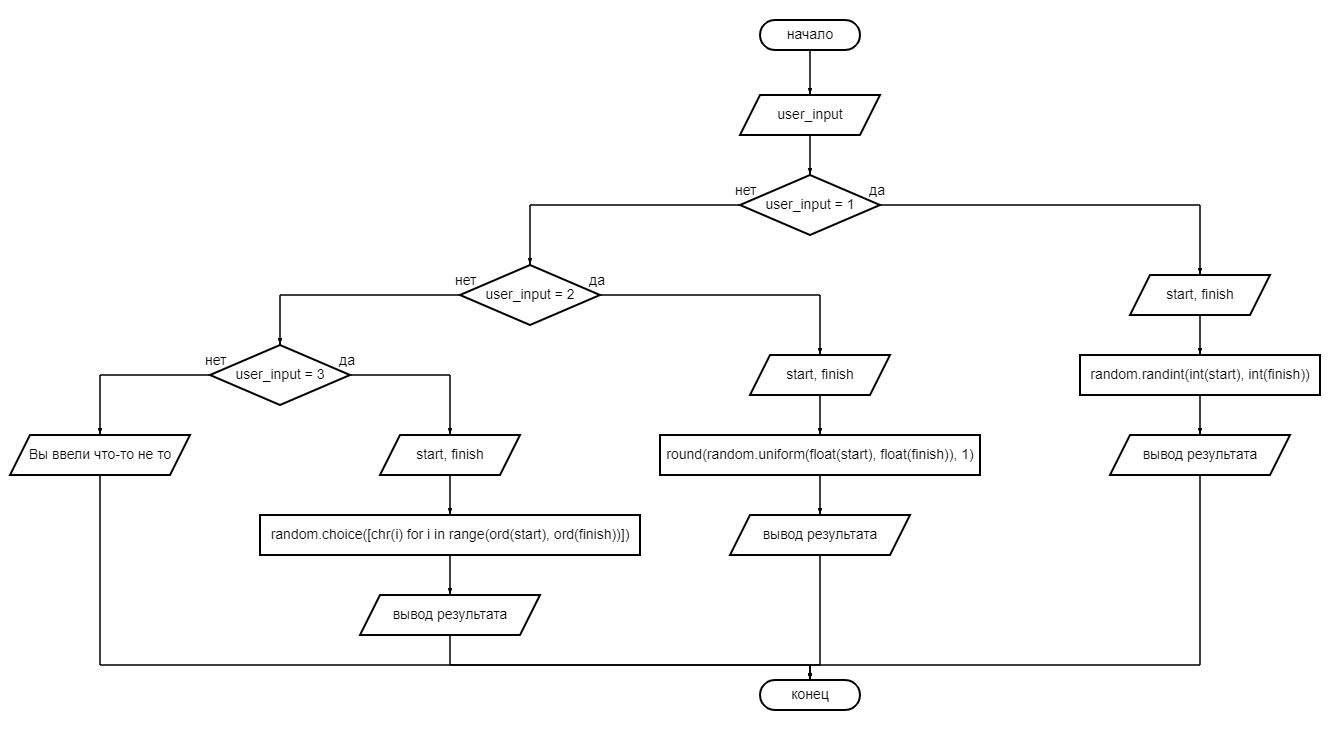 начало
user_input
нет
да
user_input = 1
нет
да
user_input = 2
start, finish
нет
да
user_input = 3
start, finish
random.randint(int(start), int(finish))
Вы ввели что-то не то
start, finish
round(random.uniform(float(start), float(finish)), 1)
вывод результата
random.choice([chr(i) for i in range(ord(start), ord(finish))])
вывод результата
вывод результата
конец